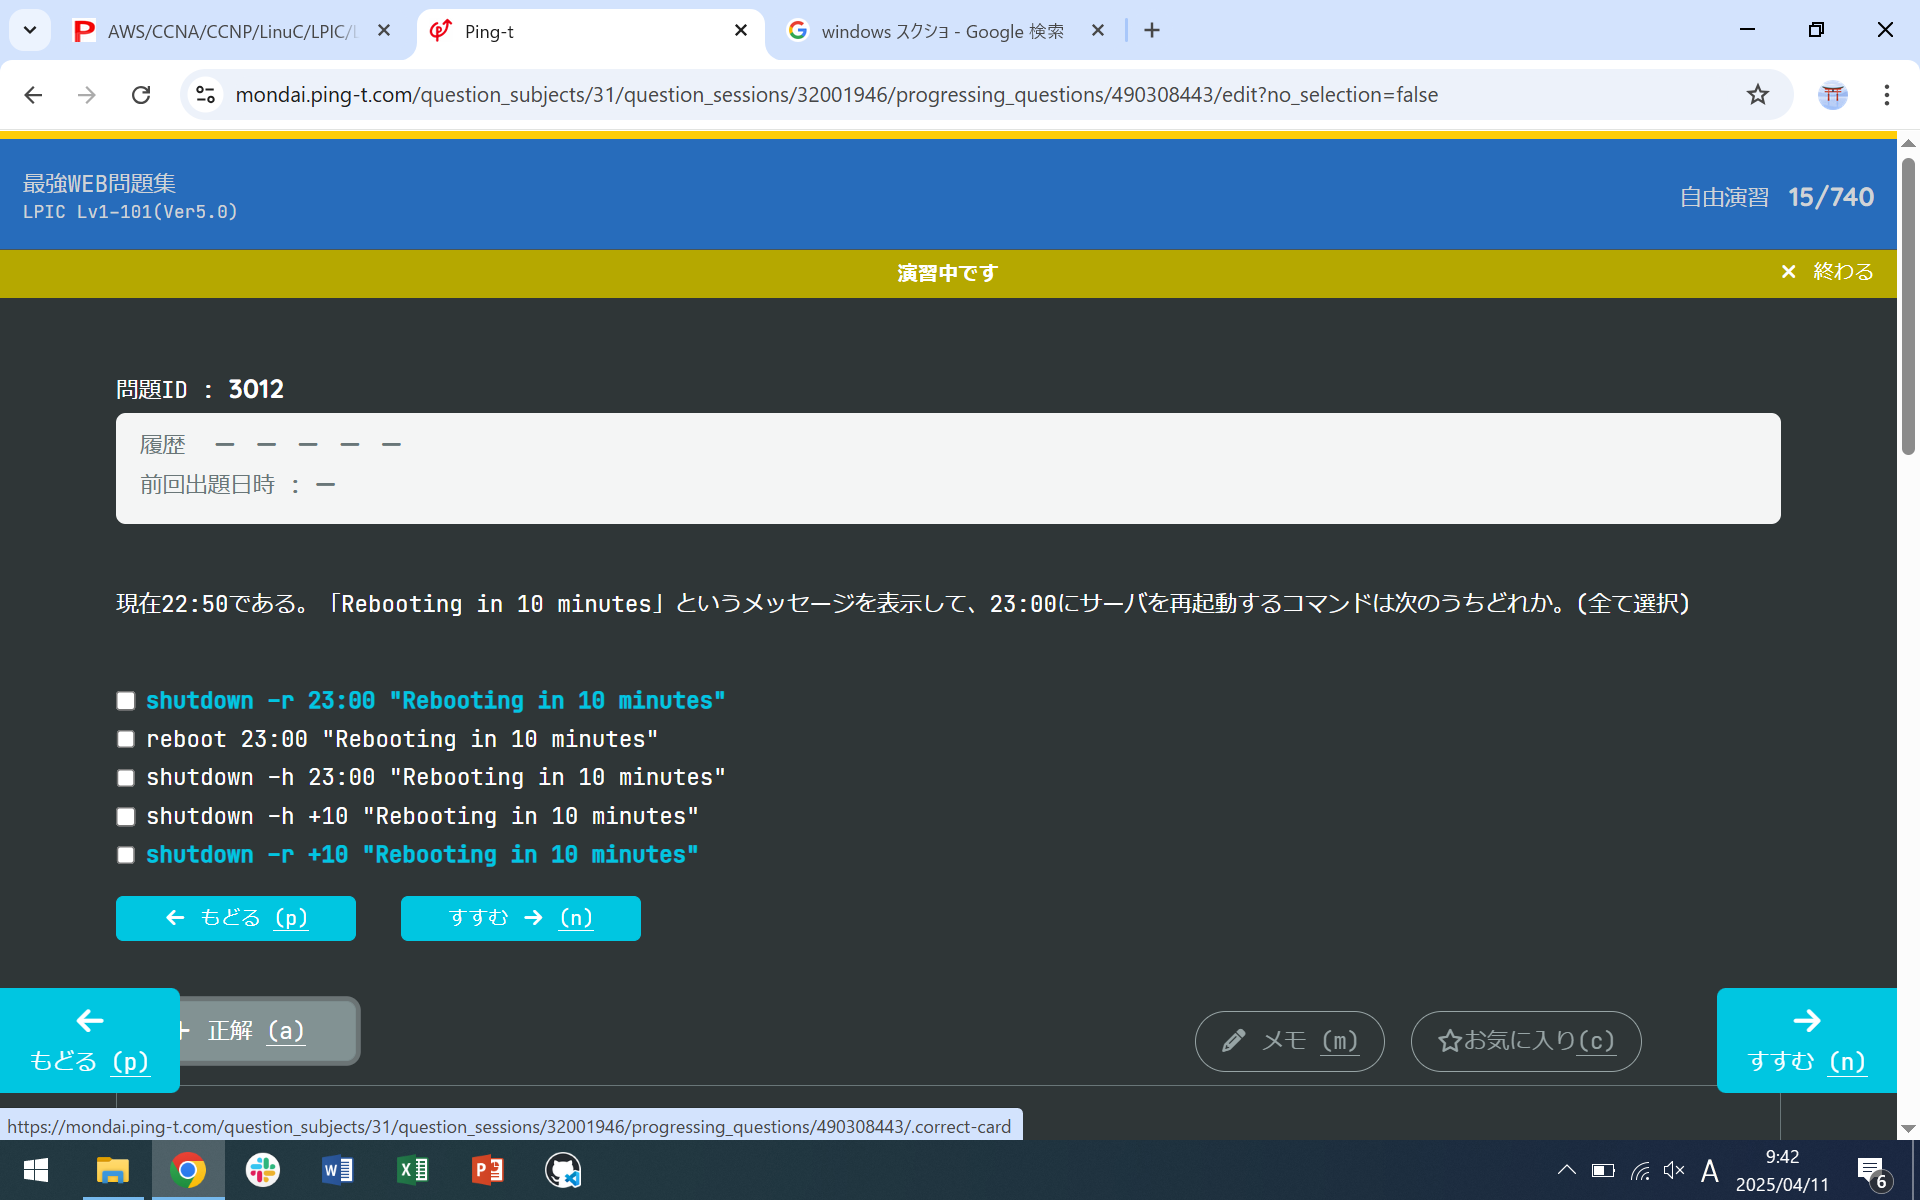 AWS/CCNA/CCNP/LinuC/LPIC/
Ping-t
windows スクショ - Google 検索
mondai.ping-t.com/question_subjects/31/question_sessions/32001946/progressing_questions/490308443/edit?no_selection=false
最強WEB問題集
LPIC Lv1-101(Ver5.0)
自由演習 15/740
演習中です
× 終わる
問題ID : 3012
履歴 ー ー ー ー ー
前回出題日時 : ー
現在22:50である。「Rebooting in 10 minutes」というメッセージを表示して、23:00にサーバを再起動するコマンドは次のうちどれか。(全て選択)
shutdown -r 23:00 "Rebooting in 10 minutes"
reboot 23:00 "Rebooting in 10 minutes"
shutdown -h 23:00 "Rebooting in 10 minutes"
shutdown -h +10 "Rebooting in 10 minutes"
shutdown -r +10 "Rebooting in 10 minutes"
← もどる (p)
すすむ → (n)
正解 (a)
メモ (m)
☆お気に入り(c)
←
もどる (p)
→
すすむ (n)
https://mondai.ping-t.com/question_subjects/31/question_sessions/32001946/progressing_questions/490308443/.correct-card
A
9:42
2025/04/11
6